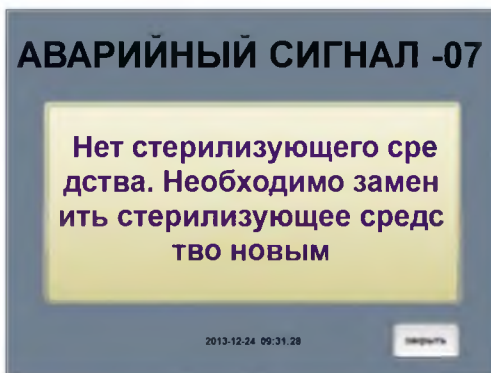 АВАРИЙНЫЙ СИГНАЛ -07
Нет стерилизующего сре
дства. Необходимо замен
ить стерилизующее средс
тво новым
2013-12-24 09:31:28
закрыть